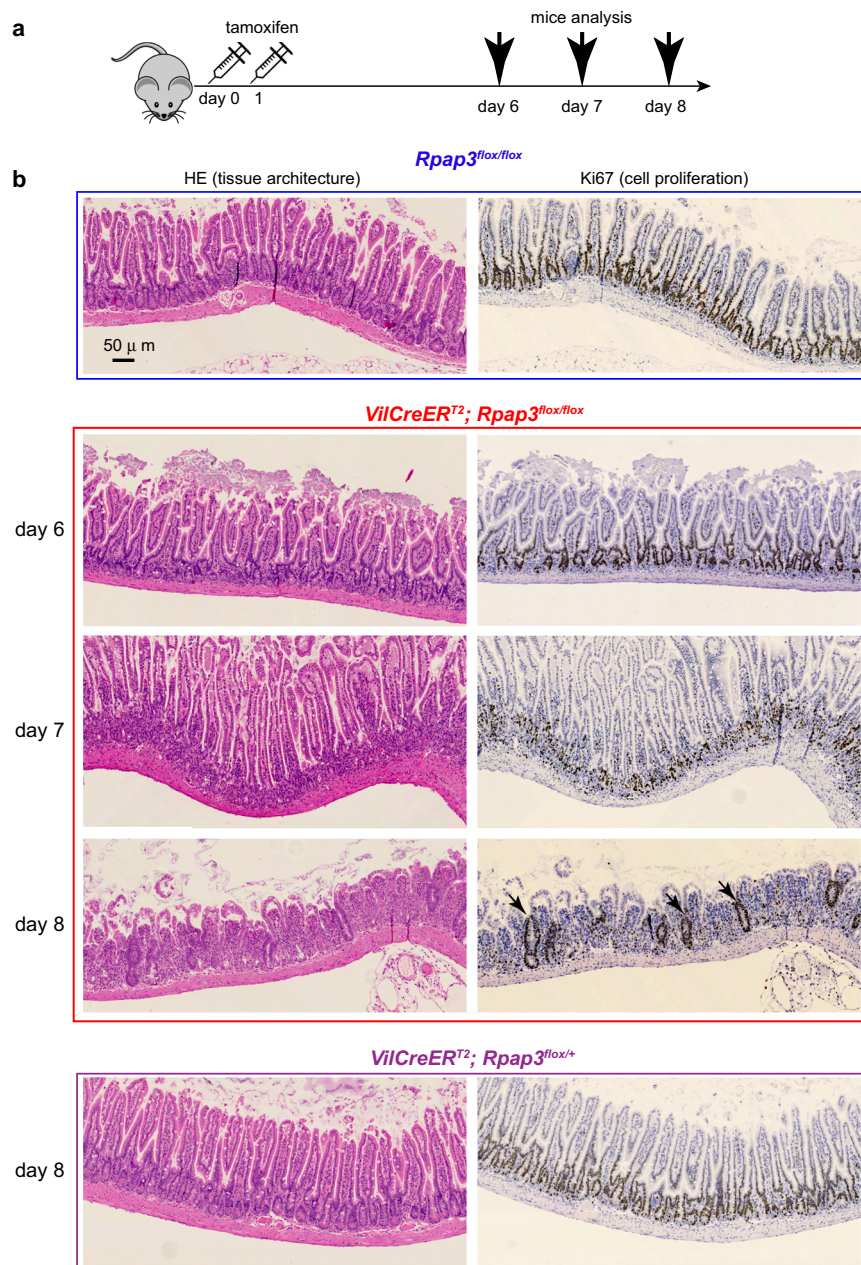 a
tamoxifen
mice analysis
day 0 1
day 6 day 7 day 8
Rpap3flox/flox
b
HE (tissue architecture) Ki67 (cell proliferation)
50 μ m
VilCreERT2; Rpap3flox/flox
day 6
day 7
day 8
VilCreERT2; Rpap3flox/+
day 8